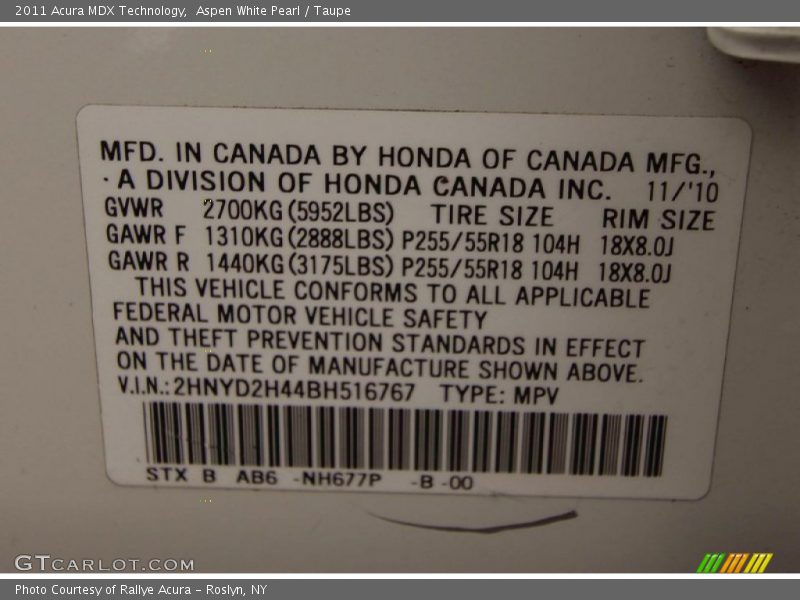 2011 Acura MDX Technology,  Aspen White Pearl / Taupe
MFD. IN CANADA BY HONDA OF CANADA MFG.,
A DIVISION OF HONDA CANADA INC. 11/'10
GVWR 2700KG(5952LBS) TIRE SIZE RIM SIZE
GAWR F 1310KG(2888LBS) P255/55R18 104H 18X8.0J
GAWR R 1440KG(3175LBS) P255/55R18 104H 18X8.0J
THIS VEHICLE CONFORMS TO ALL APPLICABLE
FEDERAL MOTOR VEHICLE SAFETY
AND THEFT PREVENTION STANDARDS IN EFFECT
ON THE DATE OF MANUFACTURE SHOWN ABOVE.
V.I.N.:2HNYD2H44BH516767 TYPE: MPV
STX B AB6 -NH677P -B -00
GTCARLOT.COM
Photo Courtesy of Rallye Acura – Roslyn, NY